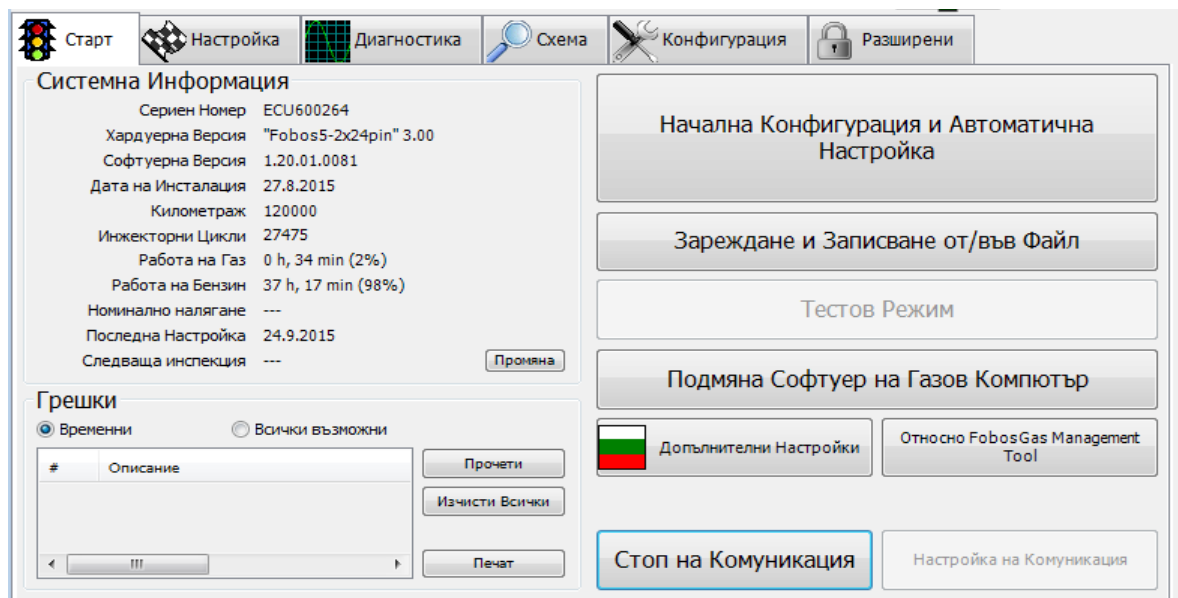 Старт
Настройка
Диагностика
Схема
Конфигурация
Разширени
Системна Информация
Сериен Номер ECU600264
Хардуерна Версия "Fobos5-2x24pin" 3.00
Софтуерна Версия 1.20.01.0081
Дата на Инсталация 27.8.2015
Километраж 120000
Инжекторни Цикли 27475
Работа на Газ 0 h, 34 min (2%)
Работа на Бензин 37 h, 17 min (98%)
Номинално налягане ---
Последна Настройка 24.9.2015
Следваща инспекция ---
Промяна
Грешки
Временни
Всички възможни
# Описание
Прочети
Изчисти Всички
Печат
Начална Конфигурация и Автоматична
Настройка
Зареждане и Записване от/във Файл
Тестов Режим
Подмяна Софтуер на Газов Компютър
Допълнителни Настройки
Относно FobosGas Management
Tool
Стоп на Комуникация
Настройка на Комуникация